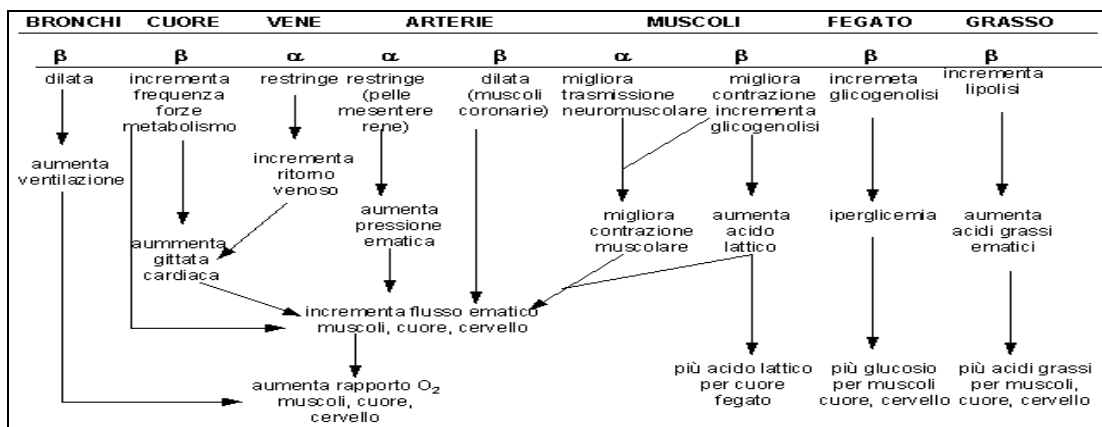 BRONCHI CUORE VENE ARTERIE MUSCOLI FEGATO GRASSO
β β α α β α β β β
dilata
incrementa
frequenza
forze
metabolismo
restringe
restringe
(pelle
mesentere
rene)
dilata
(muscoli
coronarie)
migliora
trasmissione
neuromuscolare
migliora
contrazione
incrementa
glicogenolisi
incremeta
glicogenolisi
incrementa
lipolisi
aumenta
ventilazione
incrementa
ritorno
venoso
aummenta
gittata
cardiaca
aumenta
pressione
ematica
migliora
contrazione
muscolare
aumenta
acido
lattico
iperglicemia
aumenta
acidi grassi
ematici
incrementa flusso ematico
muscoli, cuore, cervello
aumenta rapporto O₂
muscoli, cuore,
cervello
più acido lattico
per cuore
fegato
più glucosio
per muscoli
cuore, cervello
più acidi grassi
per muscoli,
cuore, cervello